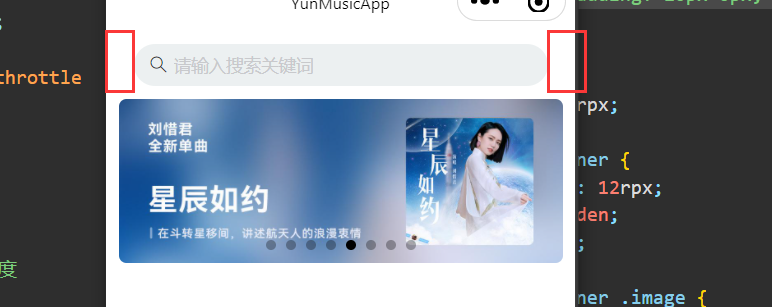 YunMusicApp
;
请输入搜索关键词
throttle
rpx;
刘惜君
全新单曲
星辰如约
星辰如约
ner {
: 12rpx;
den;
在斗转星移间，讲述航天人的浪漫衷情
;
度
ner .image {